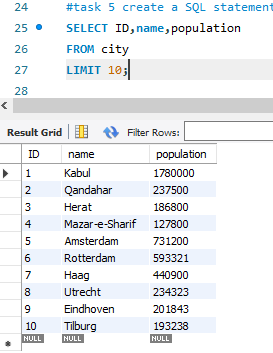 24 #task 5 create a SQL statement
25 SELECT ID,name,population
26 FROM city
27 LIMIT 10;
28
Result Grid Filter Rows:
ID name population
1 Kabul 1780000
2 Qandahar 237500
3 Herat 186800
4 Mazar-e-Sharif 127800
5 Amsterdam 731200
6 Rotterdam 593321
7 Haag 440900
8 Utrecht 234323
9 Eindhoven 201843
10 Tilburg 193238
NULL NULL NULL